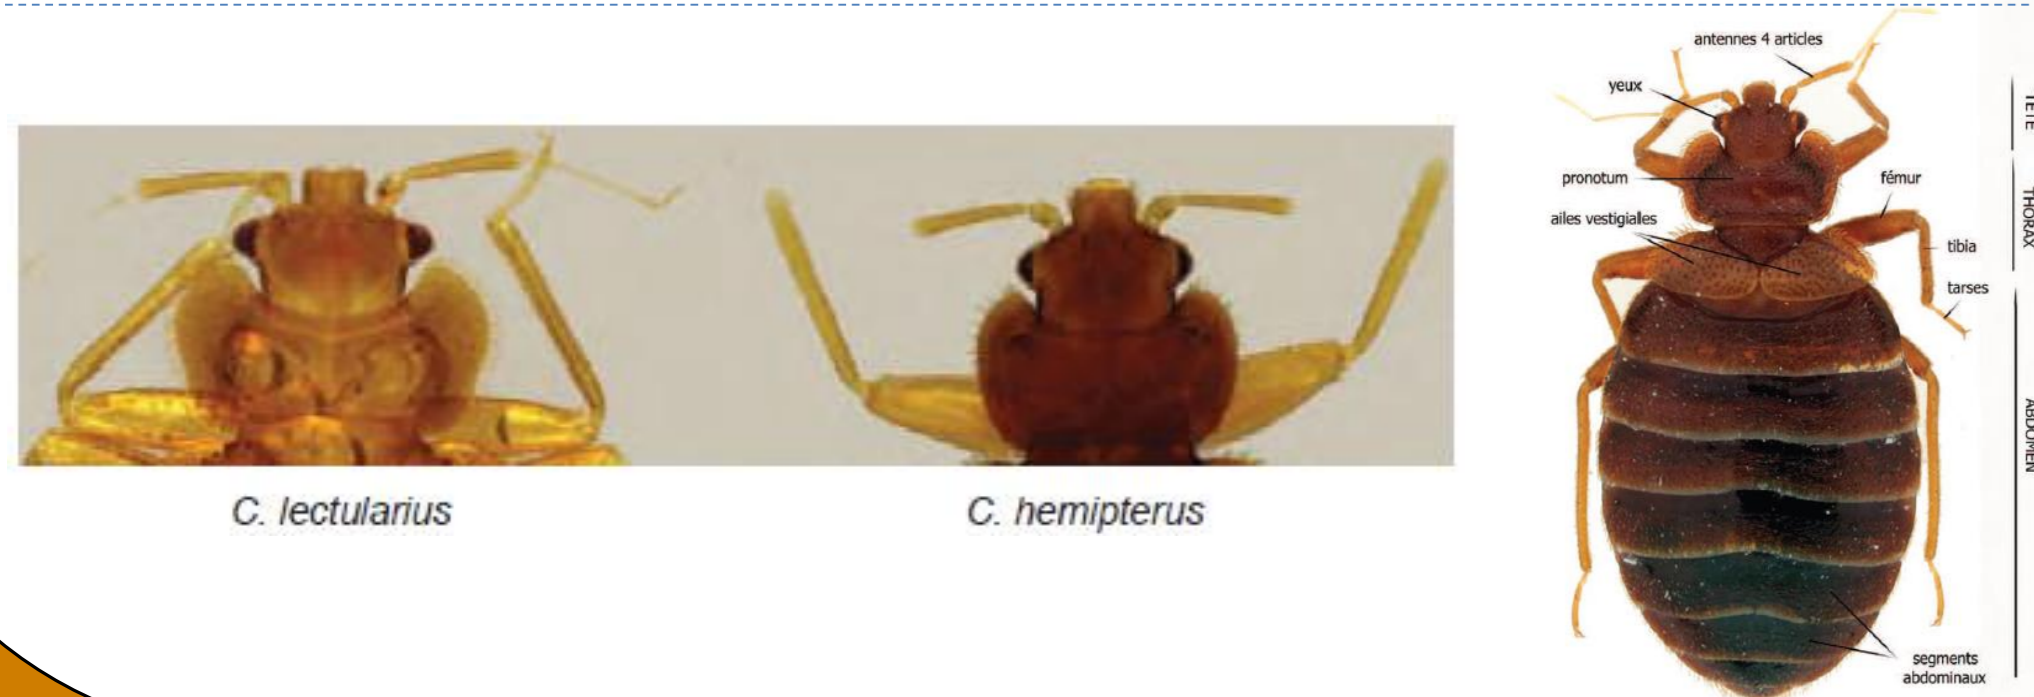 antennes 4 articles
yeux
pronotum
fémur
ailes vestigiales
tibia
tarses
TÊTE
THORAX
ABDOMEN
C. lectularius
C. hemipterus
segments
abdominaux